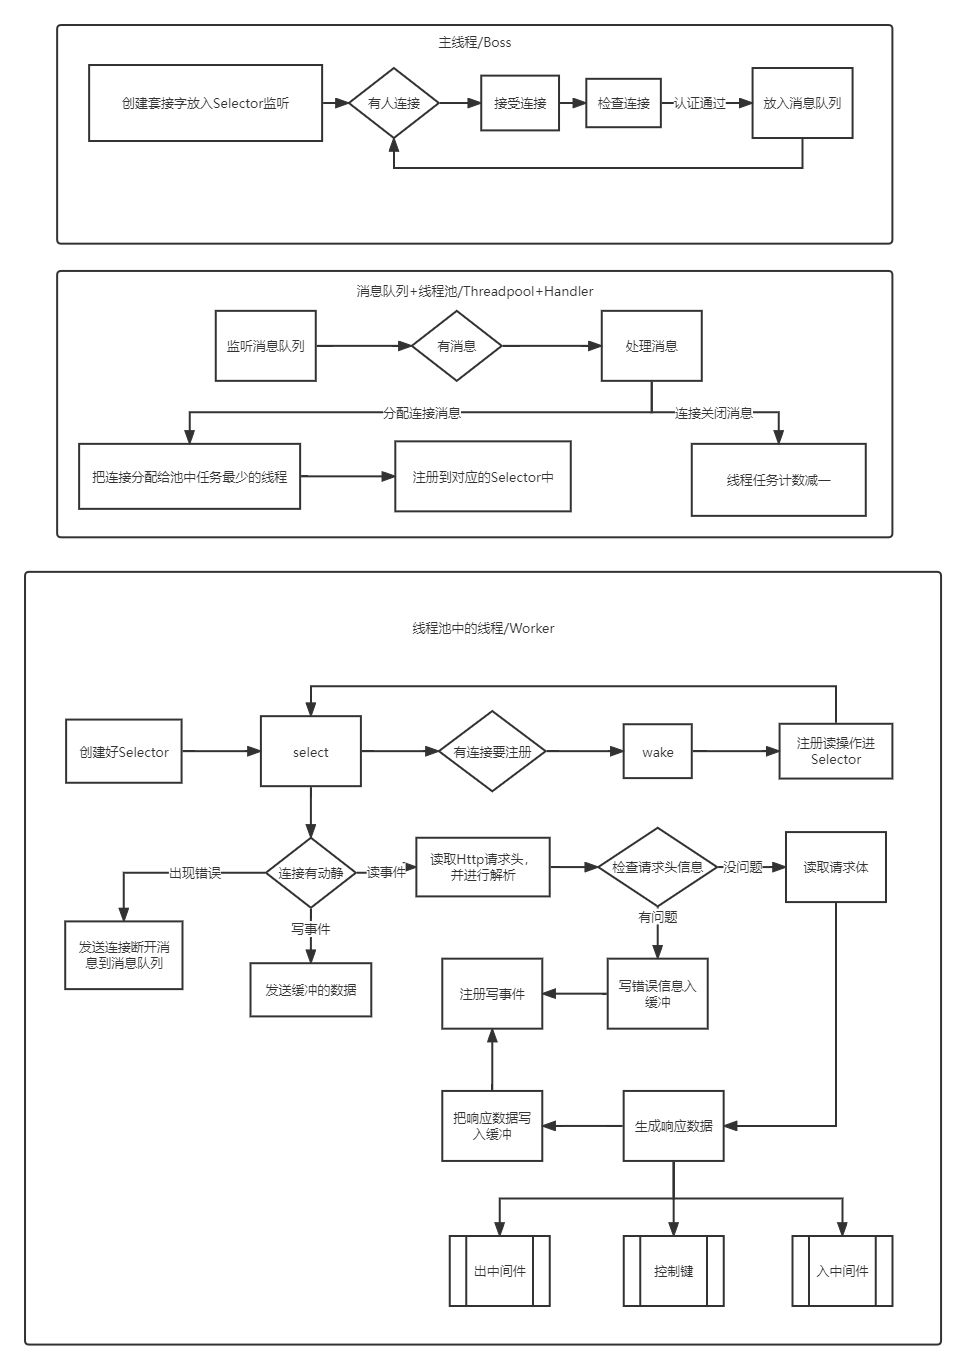 主线程/Boss
创建套接字放入Selector监听
有人连接
接受连接
检查连接
认证通过
放入消息队列
消息队列+线程池/Threadpool+Handler
监听消息队列
有消息
处理消息
分配连接消息
连接关闭消息
把连接分配给池中任务最少的线程
注册到对应的Selector中
线程任务计数减一
线程池中的线程/Worker
创建好Selector
select
有连接要注册
wake
注册读操作进
Selector
出现错误
连接有动静
读事件
读取Http请求头，
并进行解析
检查请求头信息
没问题
读取请求体
有问题
写事件
发送连接断开消
息到消息队列
发送缓冲的数据
注册写事件
写错误信息入
缓冲
把响应数据写
入缓冲
生成响应数据
出中间件
控制键
入中间件